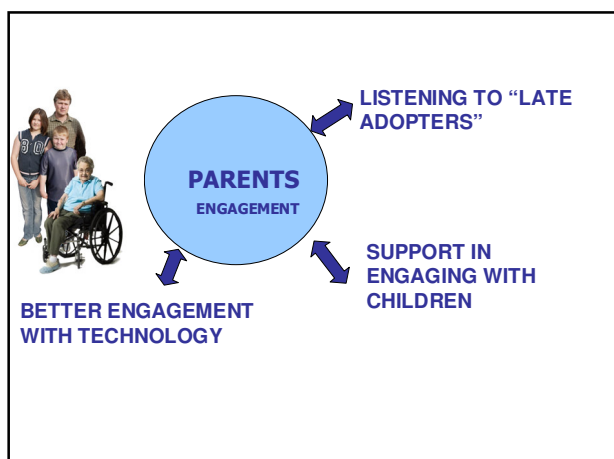 LISTENING TO “LATE
ADOPTERS”
PARENTS
ENGAGEMENT
SUPPORT IN
ENGAGING WITH
CHILDREN
BETTER ENGAGEMENT
WITH TECHNOLOGY